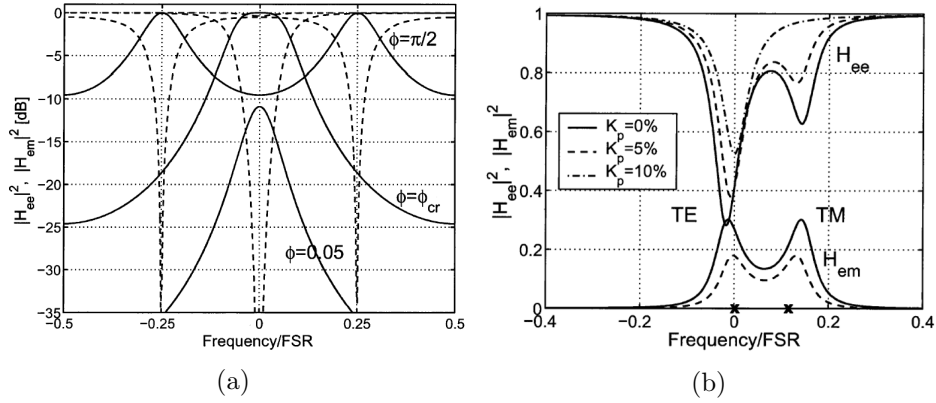 0
−5
−10
−15
−20
−25
−30
−35
|H_ee|², |H_em|² [dB]
ϕ=π/2
ϕ=ϕ_cr
ϕ=0.05
-0.5 −0.25 0 0.25 0.5
Frequency/FSR
(a)
1
0.8
0.6
0.4
0.2
0
|H_ee|², |H_em|²
H_ee
K_p=0%
K_p=5%
K_p=10%
TE TM
H_em
−0.4 −0.2 0 0.2 0.4
Frequency/FSR
(b)